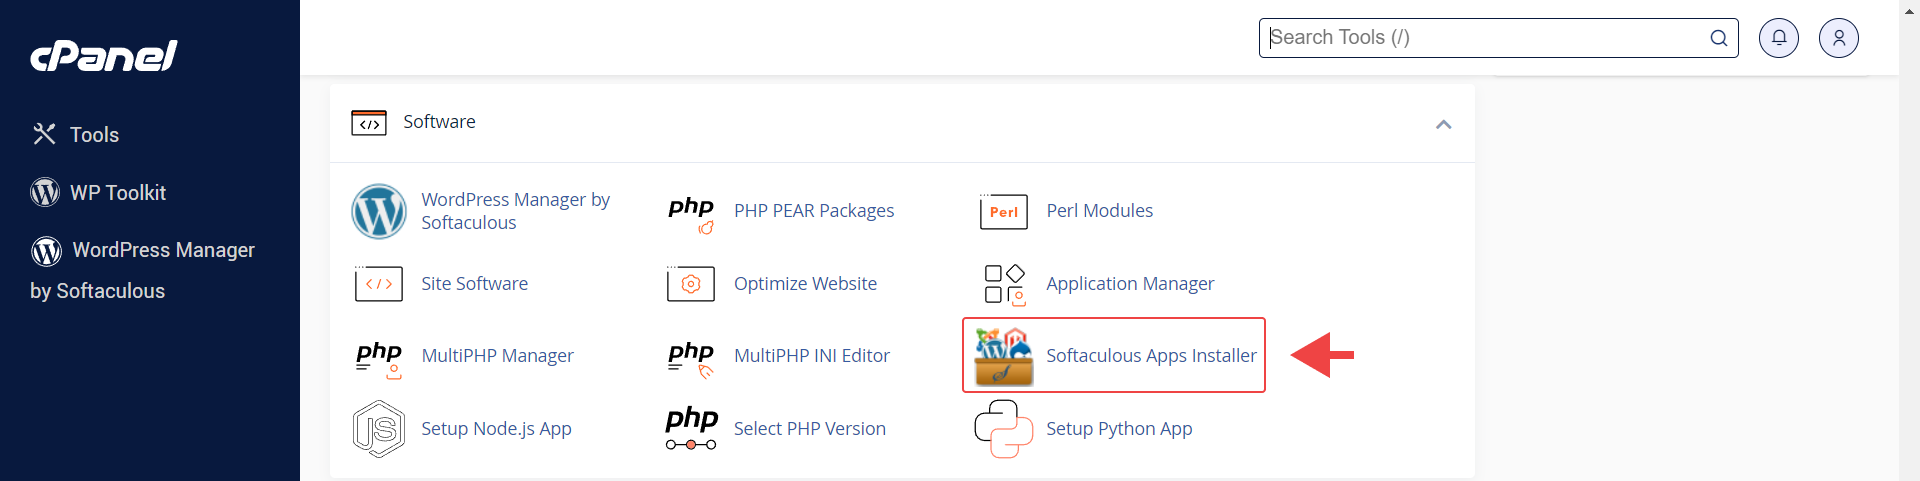 cPanel
Search Tools (/)
Tools
WP Toolkit
WordPress Manager
by Softaculous
Software
WordPress Manager by
Softaculous
php
PHP PEAR Packages
Perl
Perl Modules
Site Software
Optimize Website
Application Manager
php
MultiPHP Manager
php
MultiPHP INI Editor
Softaculous Apps Installer
JS
Setup Node.js App
php
Select PHP Version
Setup Python App